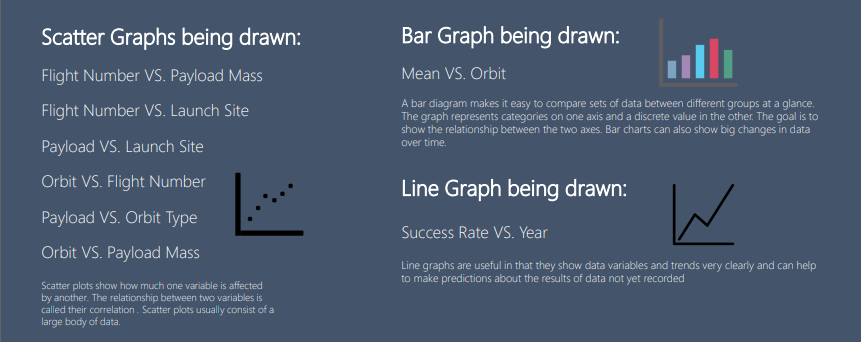 Scatter Graphs being drawn:
Flight Number VS. Payload Mass
Flight Number VS. Launch Site
Payload VS. Launch Site
Orbit VS. Flight Number
Payload VS. Orbit Type
Orbit VS. Payload Mass
Scatter plots show how much one variable is affected
by another. The relationship between two variables is
called their correlation . Scatter plots usually consist of a
large body of data.
Bar Graph being drawn:
Mean VS. Orbit
A bar diagram makes it easy to compare sets of data between different groups at a glance.
The graph represents categories on one axis and a discrete value in the other. The goal is to
show the relationship between the two axes. Bar charts can also show big changes in data
over time.
Line Graph being drawn:
Success Rate VS. Year
Line graphs are useful in that they show data variables and trends very clearly and can help
to make predictions about the results of data not yet recorded